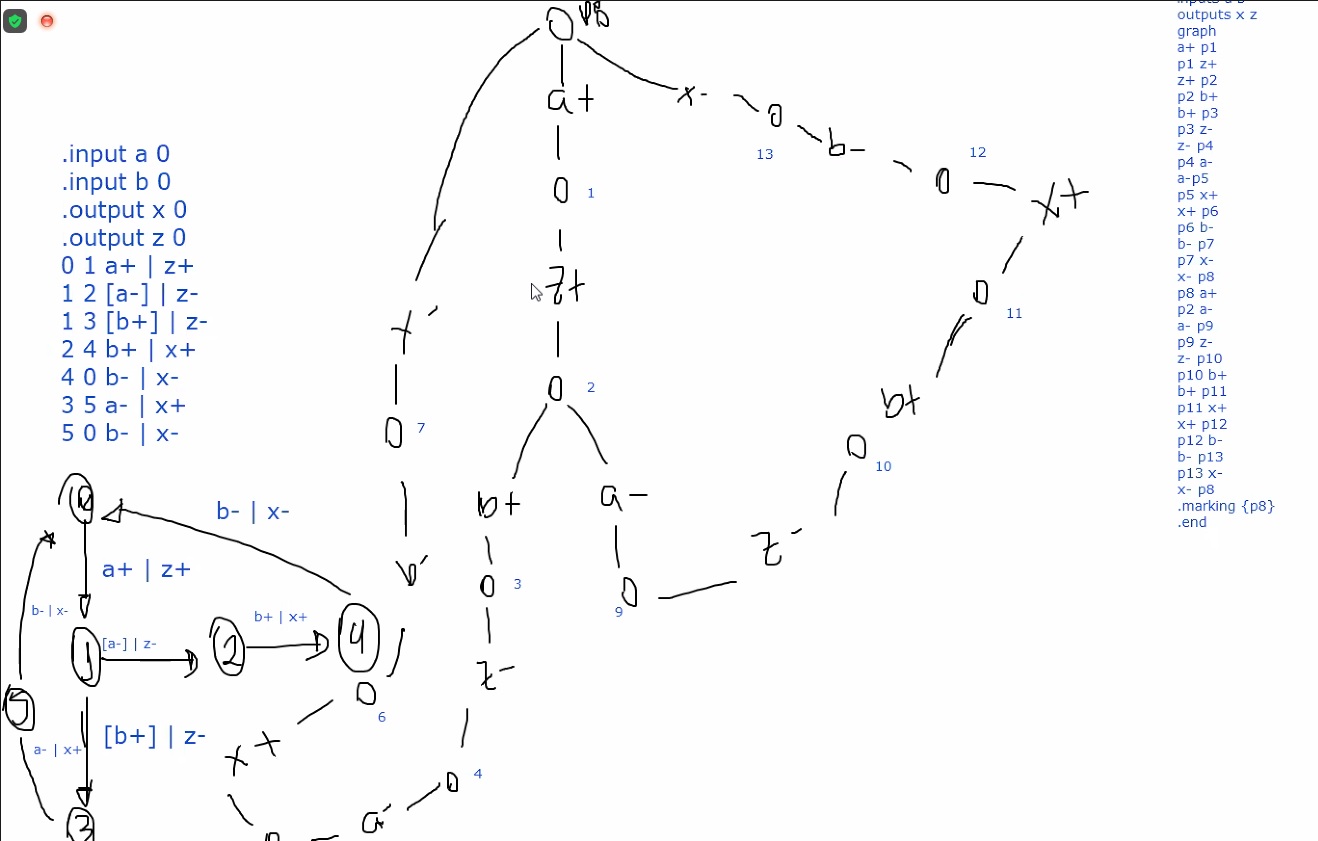 .input a 0
.input b 0
.output x 0
.output z 0
0 1 a+ | z+
1 2 [a-] | z-
1 3 [b+] | z-
2 4 b+ | x+
4 0 b- | x-
3 5 a- | x+
5 0 b- | x-
0
b- | x-
a+ | z+
b- | x-
1
[a-] | z-
2
b+ | x+
4
5
a- | x+
[b+] | z-
3
P8
a+
1
z+
2
b+
3
z-
4
a-
x+
6
b-
7
x-
a-
9
z-
10
b+
11
x+
12
b-
13
x-
outputs x z
graph
a+ p1
p1 z+
z+ p2
p2 b+
b+ p3
p3 z-
z- p4
p4 a-
a-p5
p5 x+
x+ p6
p6 b-
b- p7
p7 x-
x- p8
p8 a+
p2 a-
a- p9
p9 z-
z- p10
p10 b+
b+ p11
p11 x+
x+ p12
p12 b-
b- p13
p13 x-
x- p8
.marking {p8}
.end